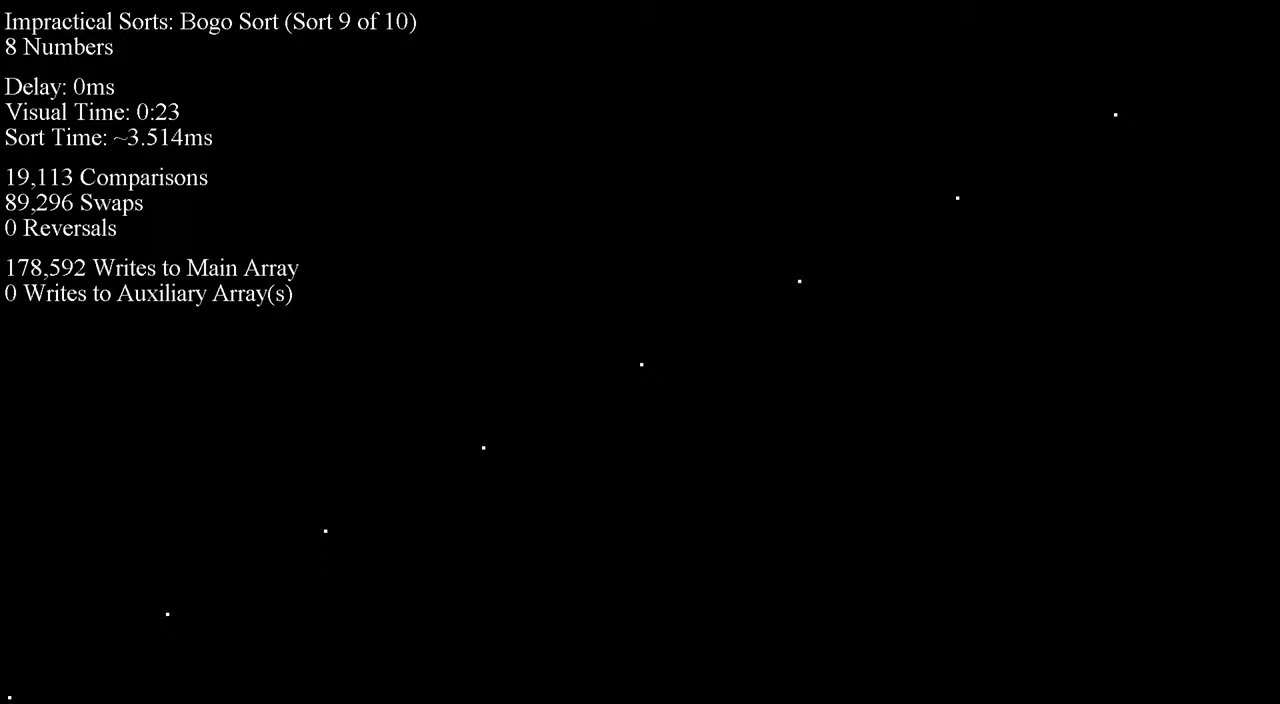 Impractical Sorts: Bogo Sort (Sort 9 of 10)
8 Numbers
Delay: 0ms
Visual Time: 0:23
Sort Time: ~3.514ms
19,113 Comparisons
89,296 Swaps
0 Reversals
178,592 Writes to Main Array
0 Writes to Auxiliary Array(s)